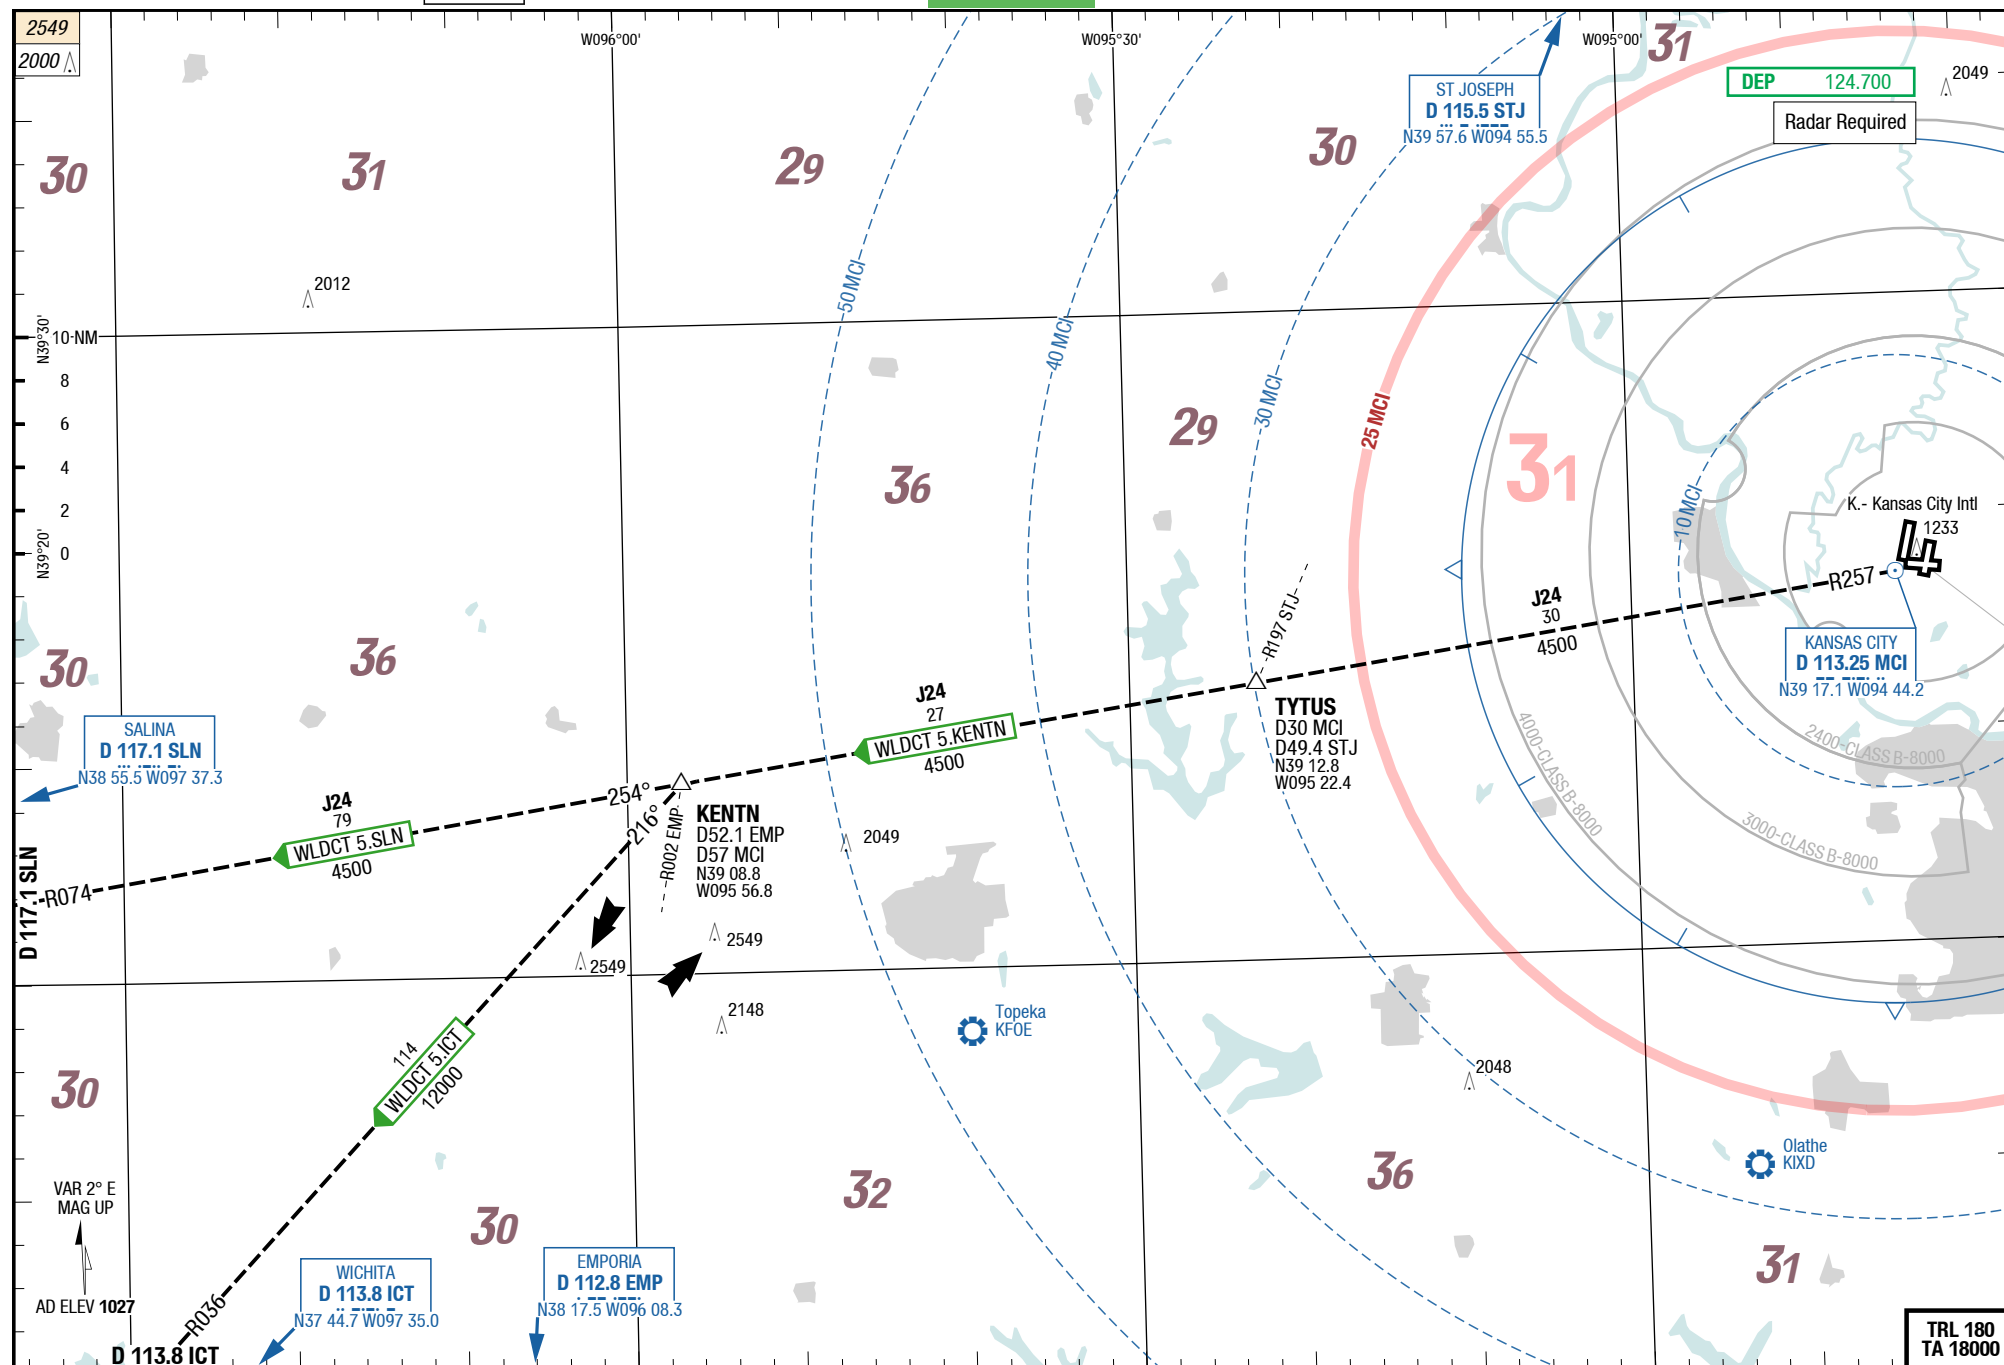 2549
2000
W096°00'
W095°30'
W095°00'
31
DEP 124.700
2049
Radar Required
ST JOSEPH
D 115.5 STJ
N39 57.6 W094 55.5
30
31
29
30
2012
50 MCI
40 MCI
30 MCI
25 MCI
10 MCI
N39°30'
10 NM
8
6
4
2
0
N39°20'
29
36
31
K.- Kansas City Intl
1233
R257
J24
30
4500
KANSAS CITY
D 113.25 MCI
N39 17.1 W094 44.2
R197 STJ
30
36
TYTUS
D30 MCI
D49.4 STJ
N39 12.8
W095 22.4
J24
27
WLDCT 5.KENTN
4500
4000-CLASS B-8000
2400-CLASS B-8000
3000-CLASS B-8000
SALINA
D 117.1 SLN
N38 55.5 W097 37.3
254°
216°
R002 EMP
KENTN
D52.1 EMP
D57 MCI
N39 08.8
W095 56.8
J24
79
WLDCT 5.SLN
4500
R074
D 117.1 SLN
2049
2549
2549
2148
Topeka
KFOE
2048
114
WLDCT 5.ICT
12000
30
Olathe
KIXD
36
32
30
31
VAR 2° E
MAG UP
AD ELEV 1027
R036
D 113.8 ICT
WICHITA
D 113.8 ICT
N37 44.7 W097 35.0
EMPORIA
D 112.8 EMP
N38 17.5 W096 08.3
TRL 180
TA 18000